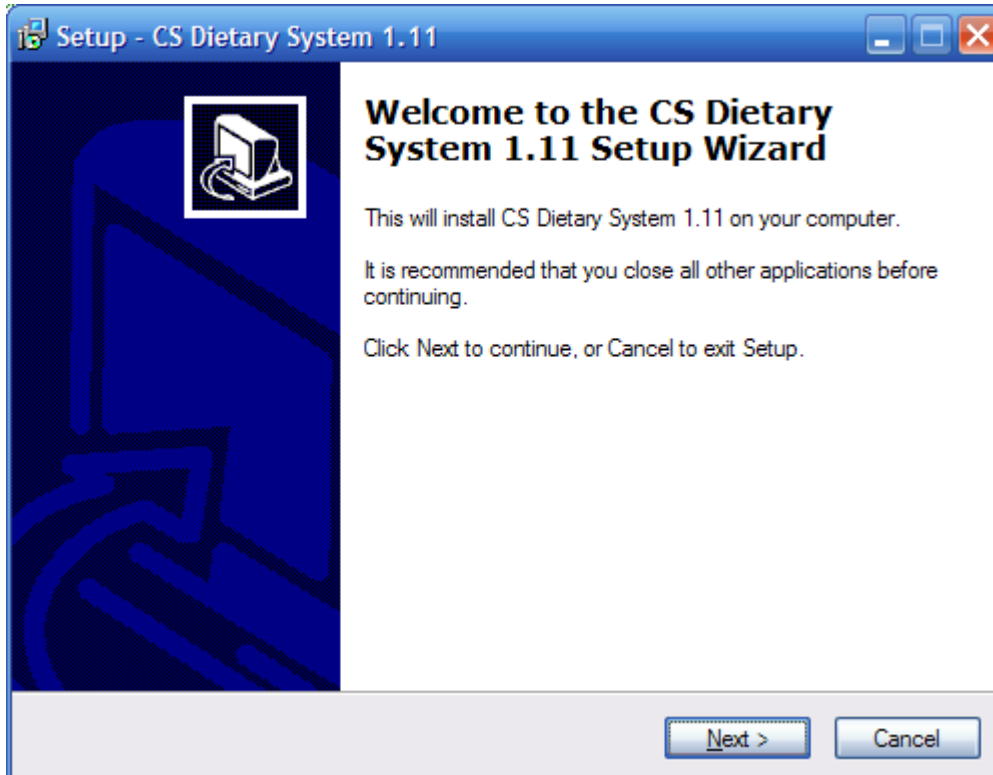 Setup - CS Dietary System 1.11
Welcome to the CS Dietary
System 1.11 Setup Wizard
This will install CS Dietary System 1.11 on your computer.
It is recommended that you close all other applications before
continuing.
Click Next to continue, or Cancel to exit Setup.
Next >
Cancel